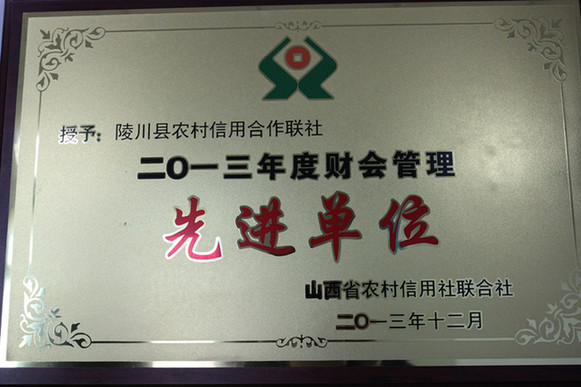 授予：陵川县农村信用合作联社
二O一三年度财会管理
先进单位
山西省农村信用社联合社
二O一三年十二月